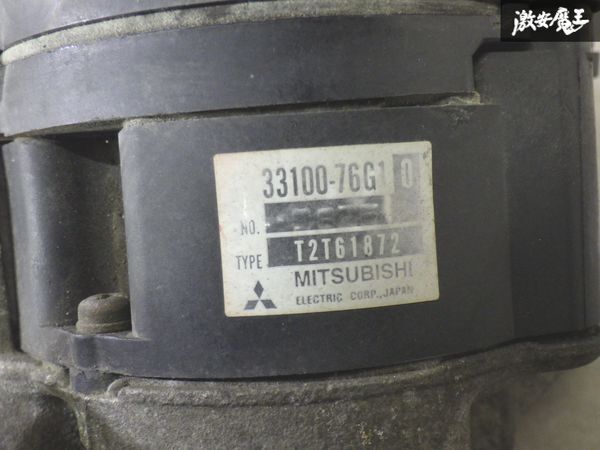 激安魔王
33100-76G1 0
NO.
TYPE T2T61872
MITSUBISHI
ELECTRIC CORP., JAPAN